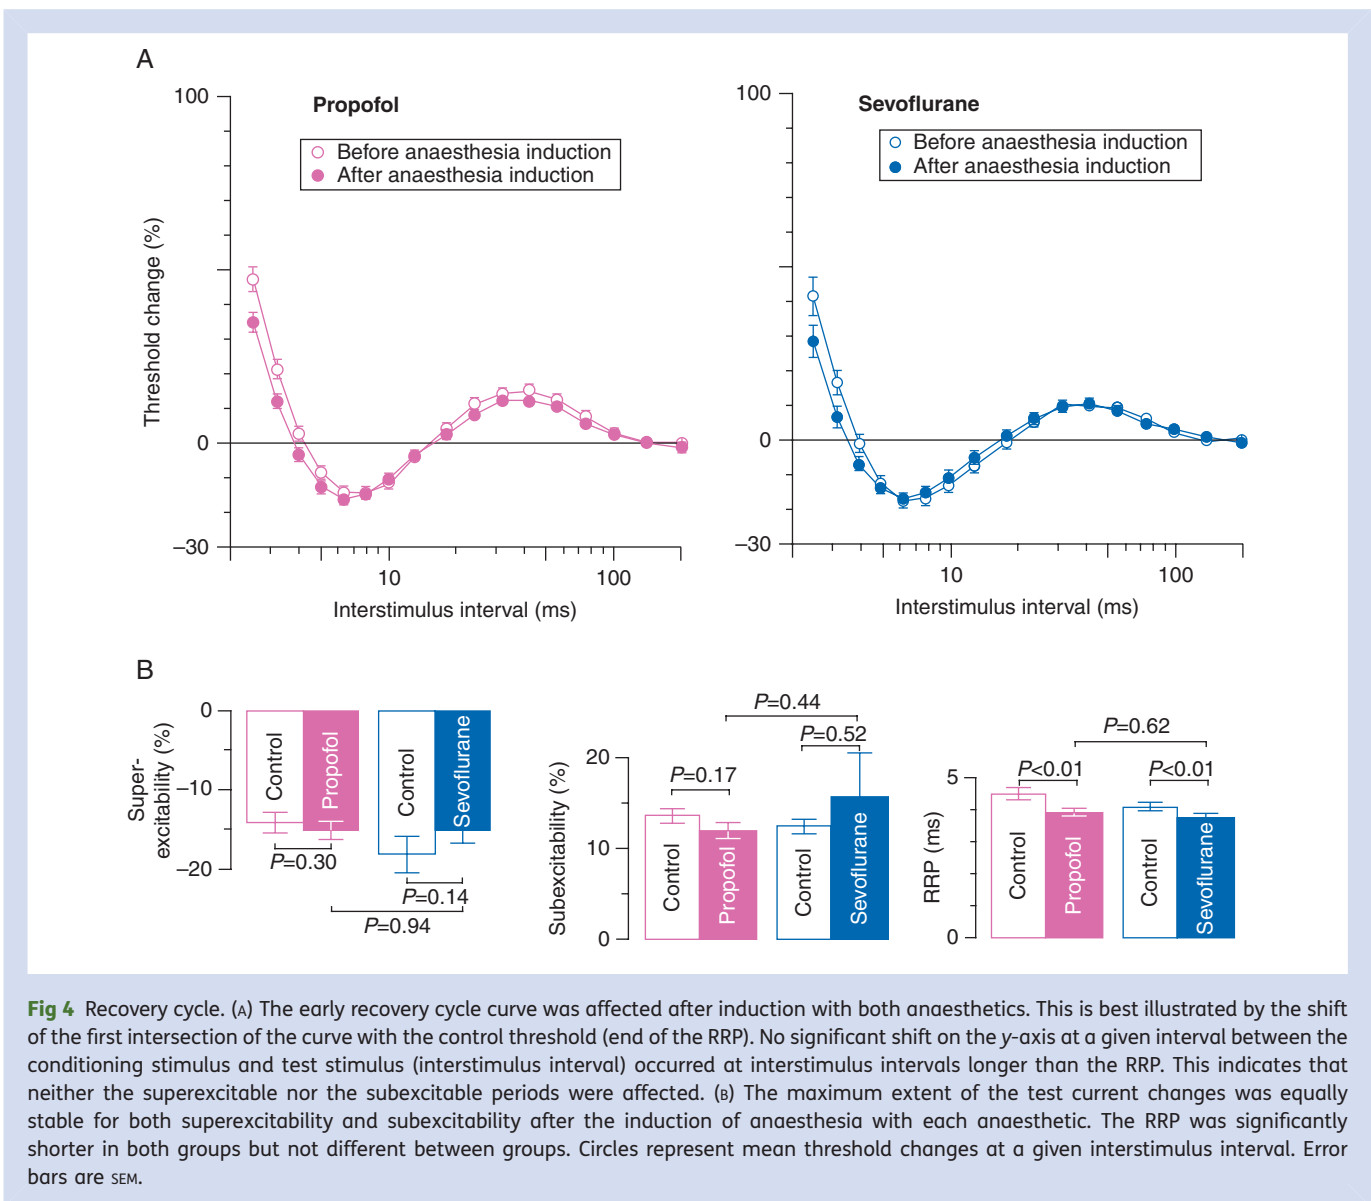 A
100
Propofol
Before anaesthesia induction
After anaesthesia induction
Threshold change (%)
0
–30
10
100
Interstimulus interval (ms)
100
Sevoflurane
Before anaesthesia induction
After anaesthesia induction
0
–30
10
100
Interstimulus interval (ms)
B
Super-
excitability (%)
0
–10
–20
Control
Propofol
Control
Sevoflurane
P=0.30
P=0.14
P=0.94
Subexcitability (%)
20
10
0
P=0.44
P=0.52
P=0.17
Control
Propofol
Control
Sevoflurane
RRP (ms)
5
0
P=0.62
P<0.01
P<0.01
Control
Propofol
Control
Sevoflurane
Fig 4 Recovery cycle. (A) The early recovery cycle curve was affected after induction with both anaesthetics. This is best illustrated by the shift
of the first intersection of the curve with the control threshold (end of the RRP). No significant shift on the y-axis at a given interval between the
conditioning stimulus and test stimulus (interstimulus interval) occurred at interstimulus intervals longer than the RRP. This indicates that
neither the superexcitable nor the subexcitable periods were affected. (B) The maximum extent of the test current changes was equally
stable for both superexcitability and subexcitability after the induction of anaesthesia with each anaesthetic. The RRP was significantly
shorter in both groups but not different between groups. Circles represent mean threshold changes at a given interstimulus interval. Error
bars are SEM.